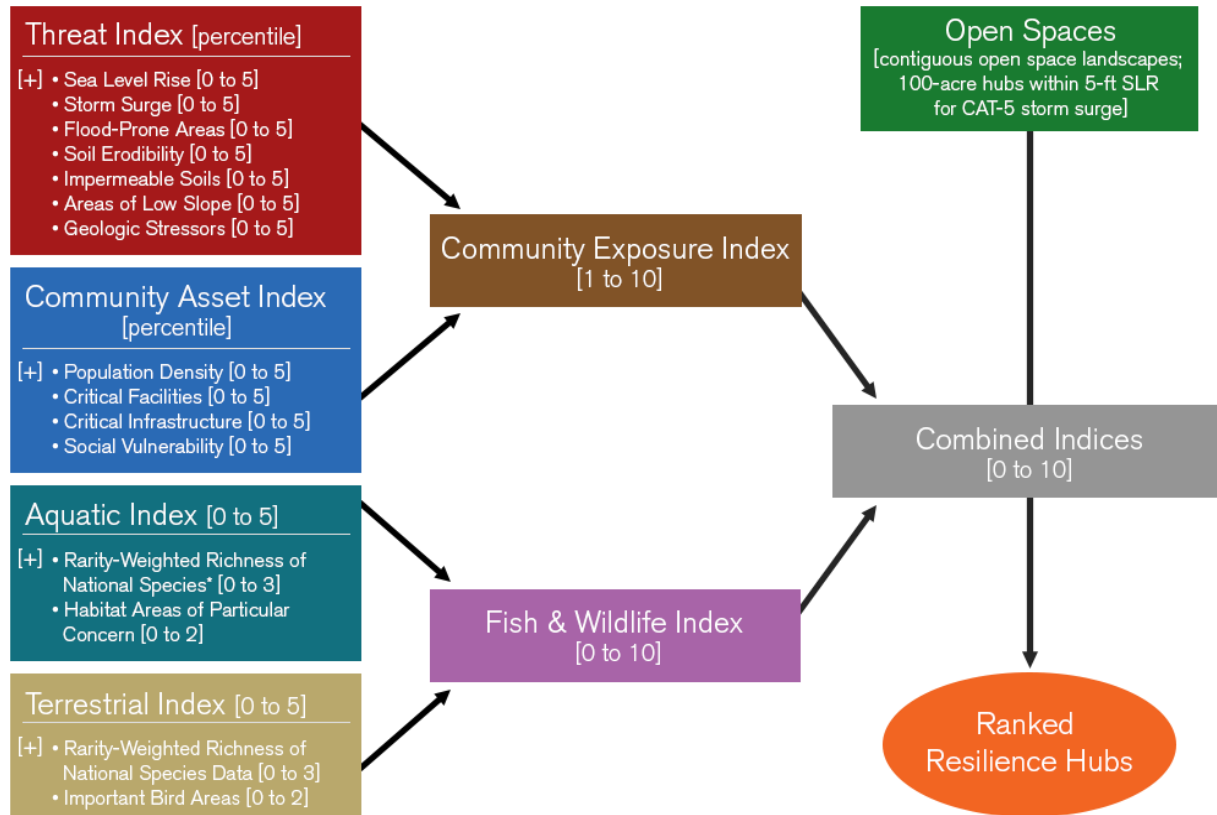 Threat Index [percentile]
[+] • Sea Level Rise [0 to 5]
• Storm Surge [0 to 5]
• Flood-Prone Areas [0 to 5]
• Soil Erodibility [0 to 5]
• Impermeable Soils [0 to 5]
• Areas of Low Slope [0 to 5]
• Geologic Stressors [0 to 5]
Community Asset Index
[percentile]
[+] • Population Density [0 to 5]
• Critical Facilities [0 to 5]
• Critical Infrastructure [0 to 5]
• Social Vulnerability [0 to 5]
Aquatic Index [0 to 5]
[+] • Rarity-Weighted Richness of
National Species* [0 to 3]
• Habitat Areas of Particular
Concern [0 to 2]
Terrestrial Index [0 to 5]
[+] • Rarity-Weighted Richness of
National Species Data [0 to 3]
• Important Bird Areas [0 to 2]
Community Exposure Index
[1 to 10]
Fish & Wildlife Index
[0 to 10]
Open Spaces
[contiguous open space landscapes;
100-acre hubs within 5-ft SLR
for CAT-5 storm surge]
Combined Indices
[0 to 10]
Ranked
Resilience Hubs